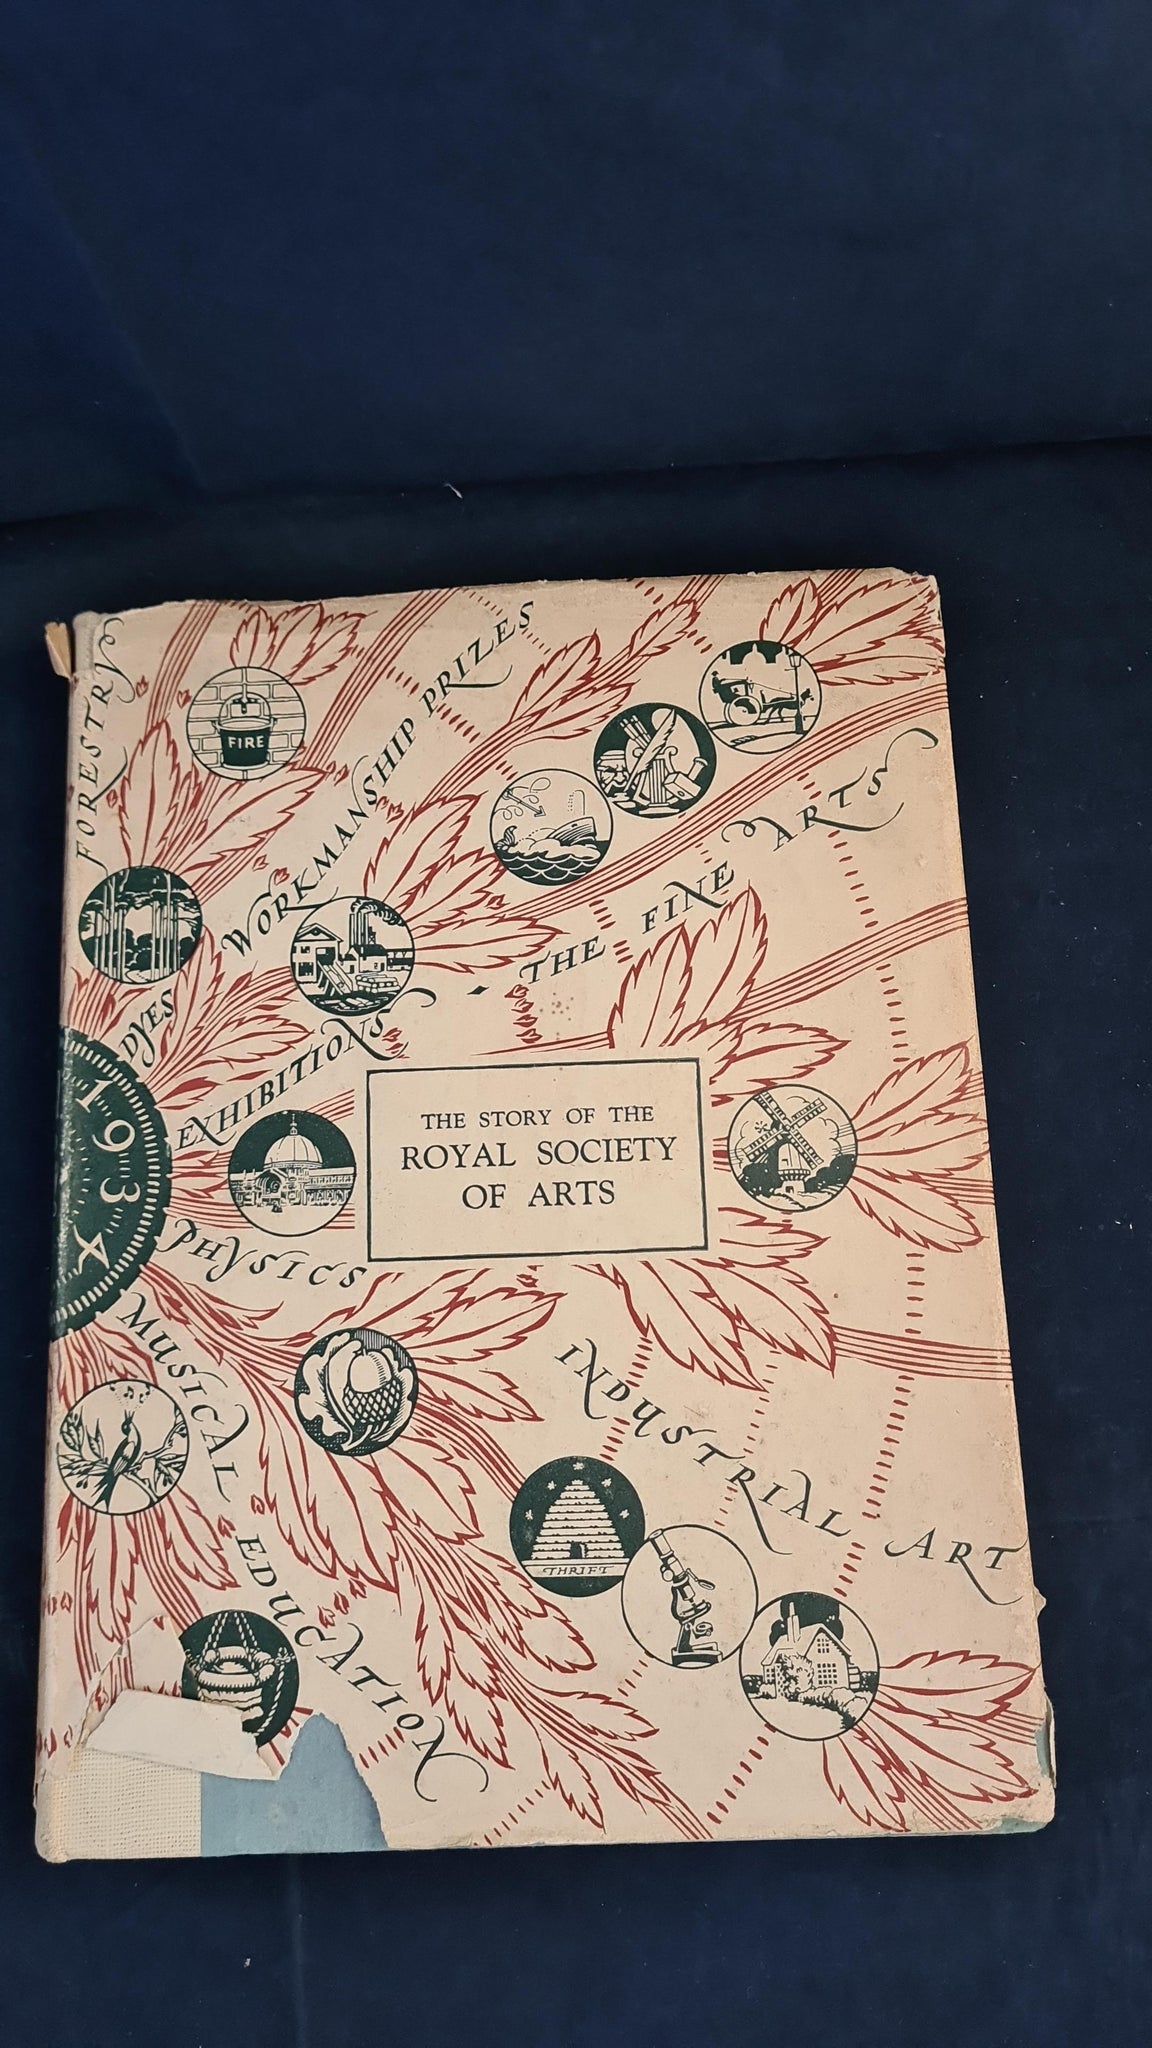 FORESTRY
WORKMANSHIP PRIZES
FIRE
THE FINE ARTS
DYES
EXHIBITIONS
1934
THE STORY OF THE
ROYAL SOCIETY
OF ARTS
PHYSICS
MUSICAL EDUCATION
INDUSTRIAL ART
THRIFT